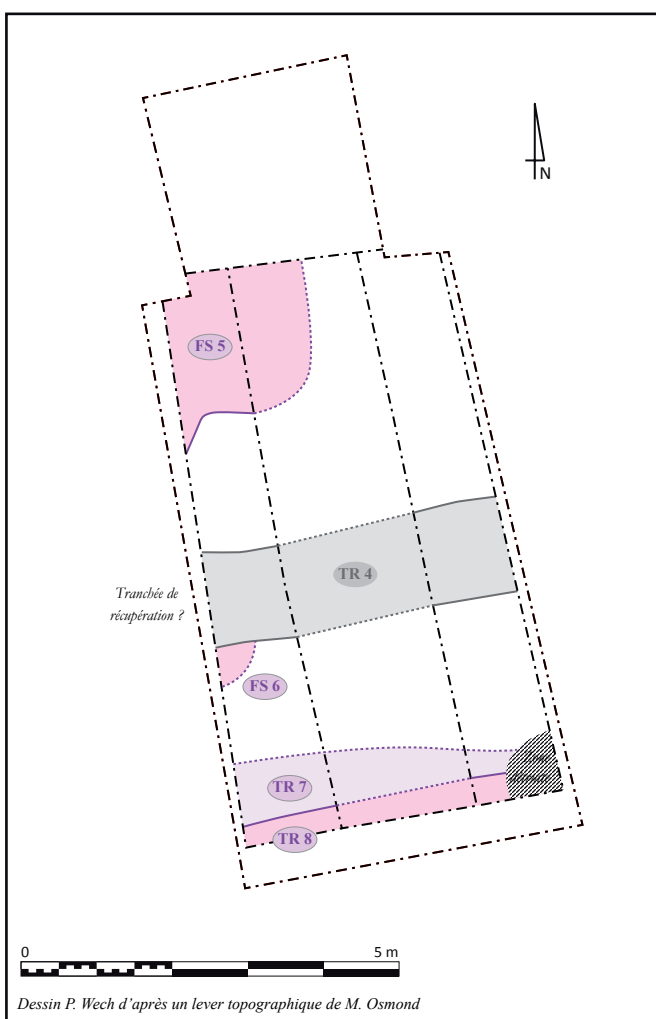 N
FS 5
TR 4
Tranchée de
récupération ?
FS 6
TR 7
TR 8
0 5 m
Dessin P. Wech d'après un lever topographique de M. Osmond